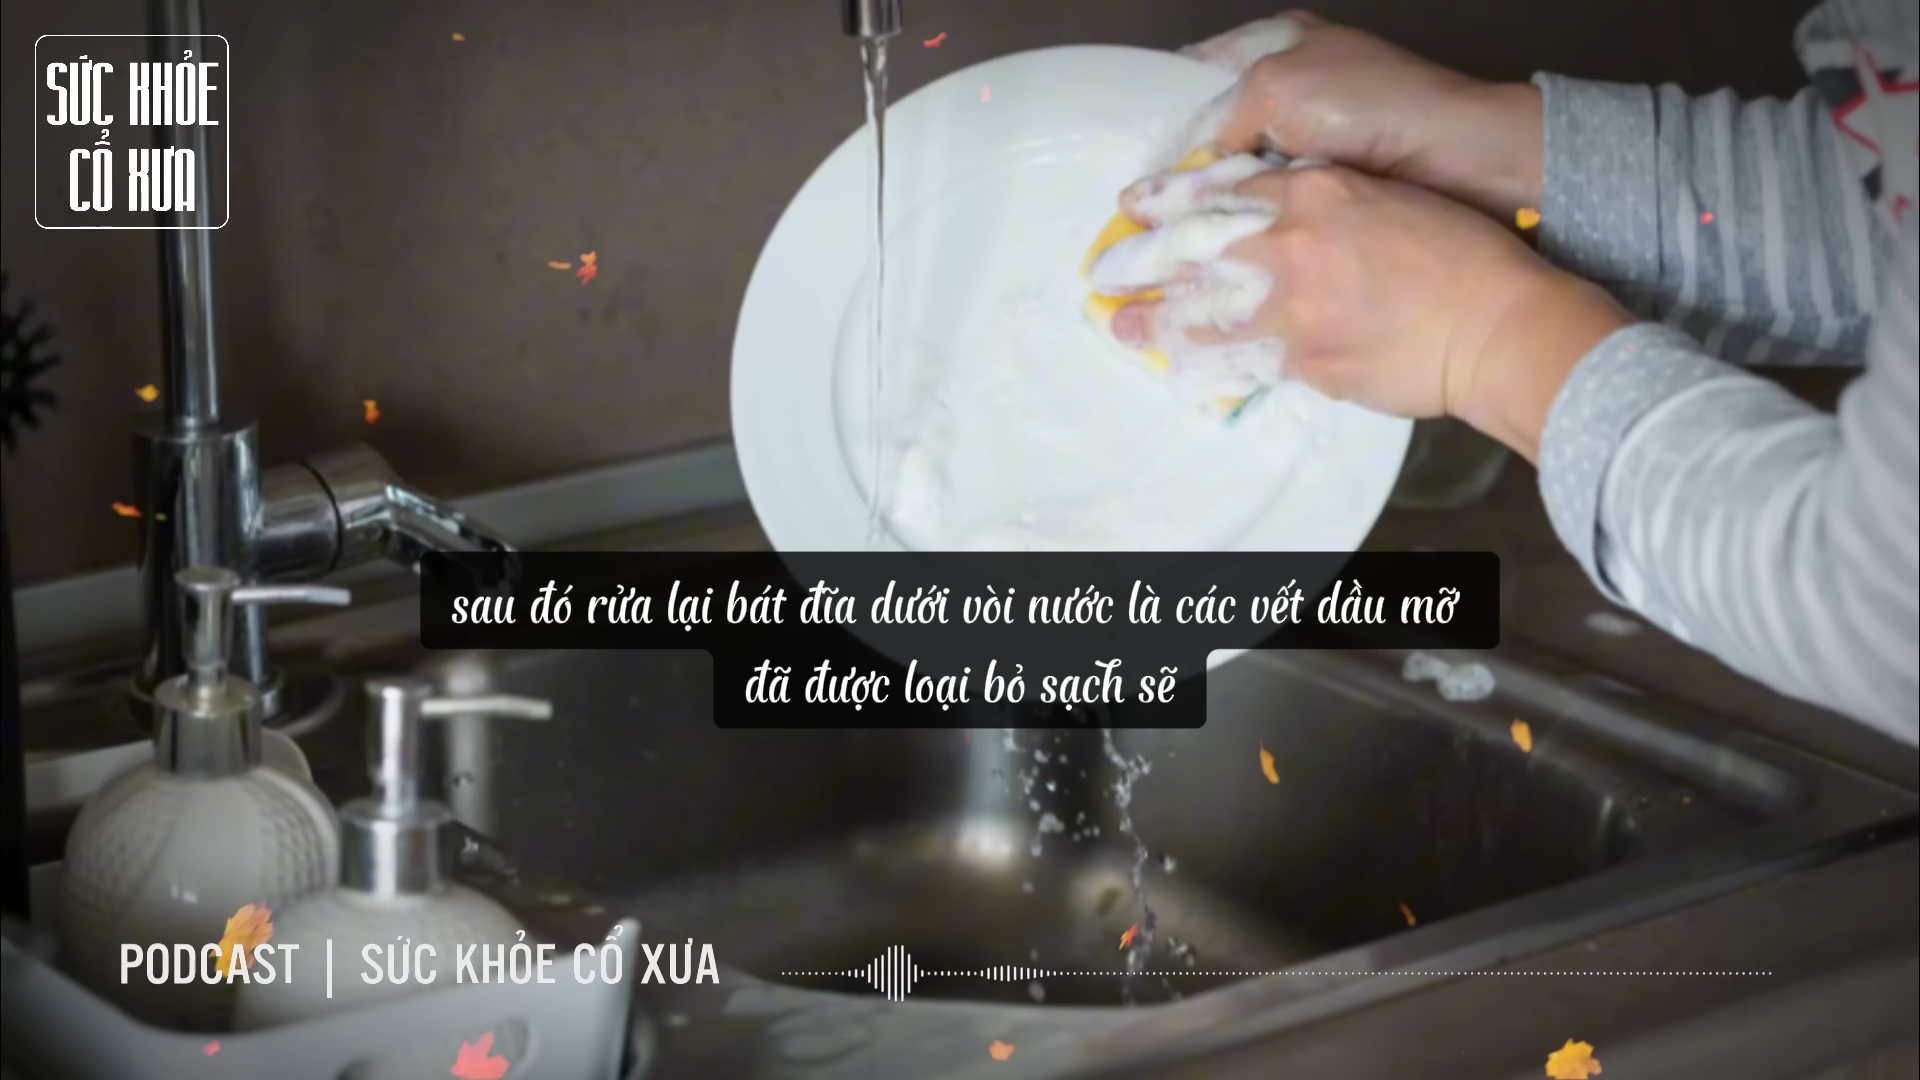 SỨC KHỎE
CỔ XƯA
sau đó rửa lại bát đĩa dưới vòi nước là các vết dầu mỡ
đã được loại bỏ sạch sẽ
PODCAST | SỨC KHỎE CỔ XƯA